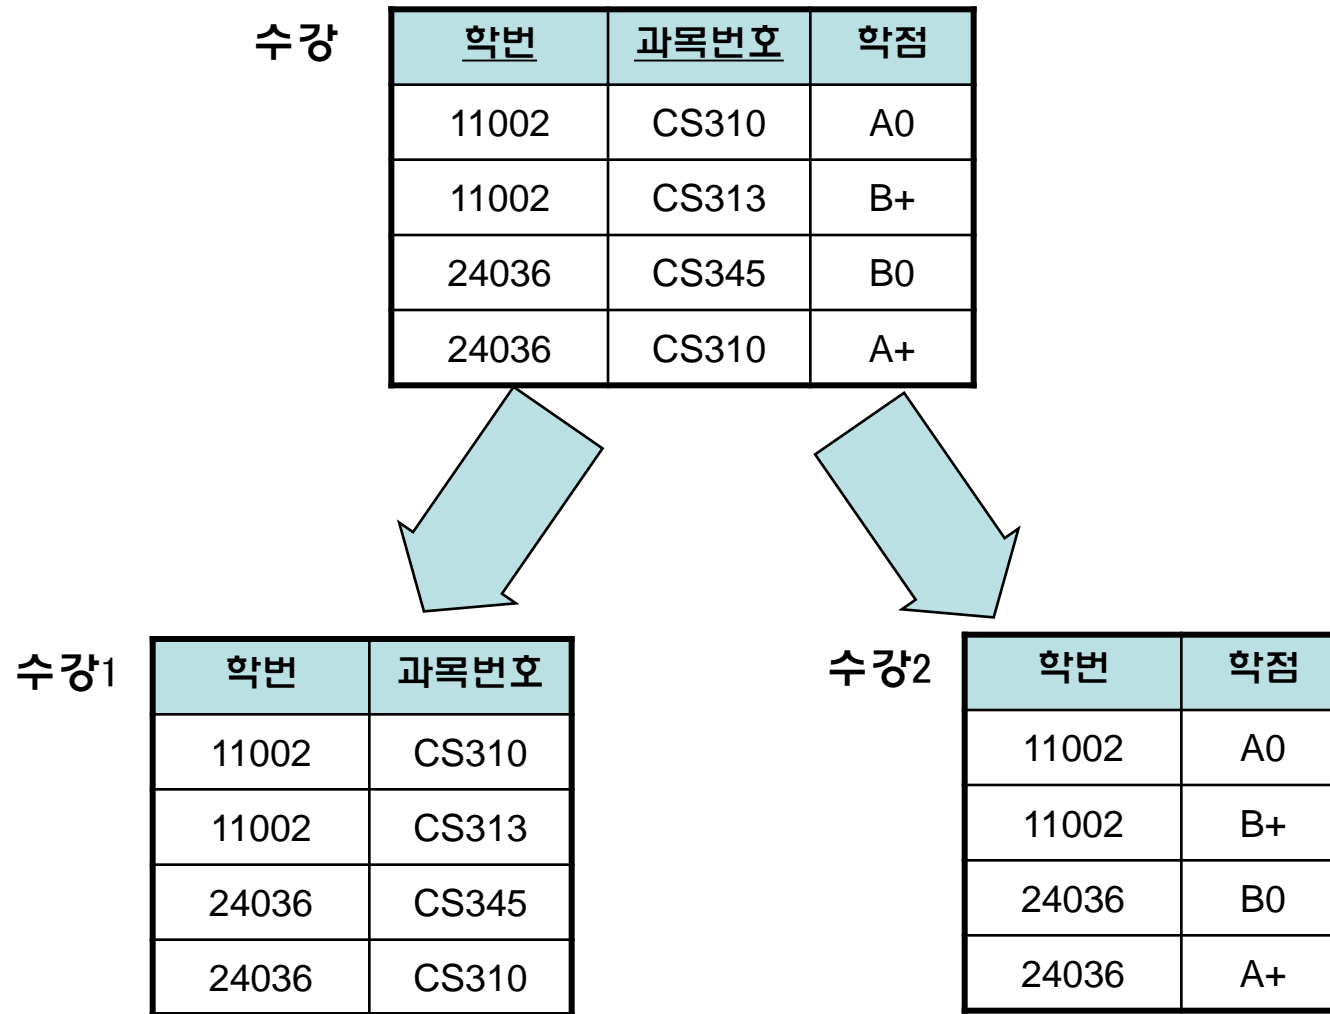 수강
학번 과목번호 학점
11002 CS310 A0
11002 CS313 B+
24036 CS345 B0
24036 CS310 A+
수강1
학번 과목번호
11002 CS310
11002 CS313
24036 CS345
24036 CS310
수강2
학번 학점
11002 A0
11002 B+
24036 B0
24036 A+